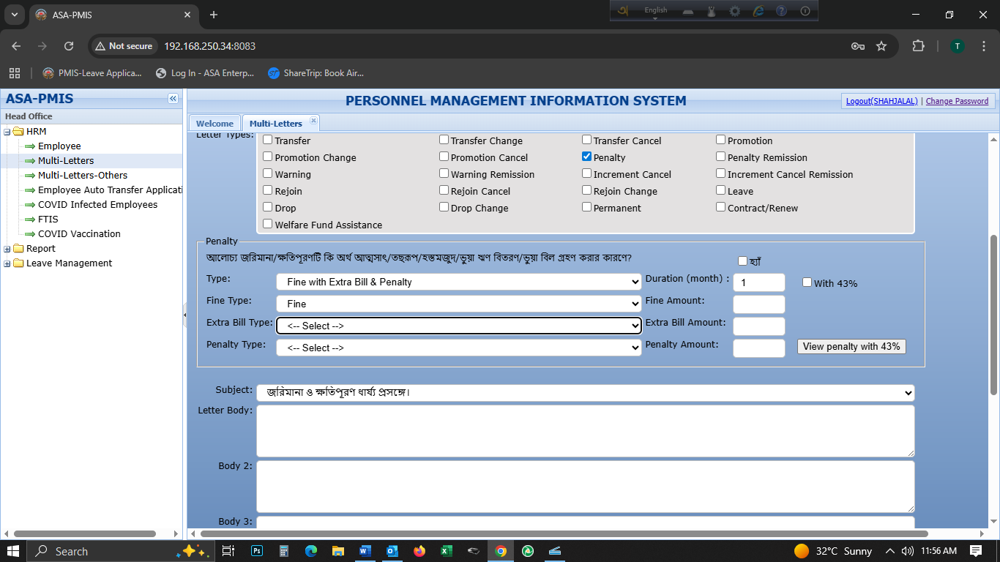 ASA-PMIS
English
Not secure 192.168.250.34:8083
T
PMIS-Leave Applica... Log In - ASA Enterp... ShareTrip: Book Air...
ASA-PMIS
PERSONNEL MANAGEMENT INFORMATION SYSTEM
Logout(SHAHJALAL) | Change Password
Head Office
Welcome Multi-Letters
HRM
Employee
Multi-Letters
Multi-Letters-Others
Employee Auto Transfer Applicati
COVID Infected Employees
FTIS
COVID Vaccination
Report
Leave Management
Letter Types:
Transfer Transfer Change Transfer Cancel Promotion
Promotion Change Promotion Cancel Penalty Penalty Remission
Warning Warning Remission Increment Cancel Increment Cancel Remission
Rejoin Rejoin Cancel Rejoin Change Leave
Drop Drop Change Permanent Contract/Renew
Welfare Fund Assistance
Penalty
আলোচ্য জরিমানা/ক্ষতিপূরণটি কি অর্থ আত্মসাৎ/তছরূপ/হস্তমজুদ/ভুয়া ঋণ বিতরণ/ভুয়া বিল গ্রহণ করার কারণে? হ্যাঁ
Type: Fine with Extra Bill & Penalty Duration (month) : 1 With 43%
Fine Type: Fine Fine Amount:
Extra Bill Type: <-- Select --> Extra Bill Amount:
Penalty Type: <-- Select --> Penalty Amount: View penalty with 43%
Subject: জরিমানা ও ক্ষতিপূরণ ধার্য্য প্রসঙ্গে।
Letter Body:
Body 2:
Body 3:
Search
32°C Sunny 11:56 AM